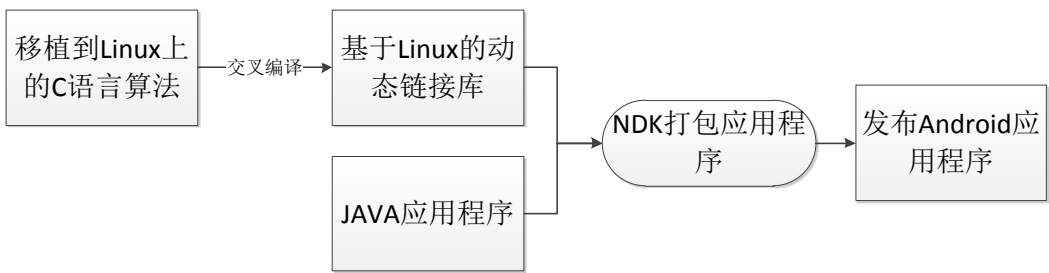 移植到Linux上
的C语言算法
交叉编译
基于Linux的动
态链接库
JAVA应用程序
NDK打包应用程
序
发布Android应
用程序